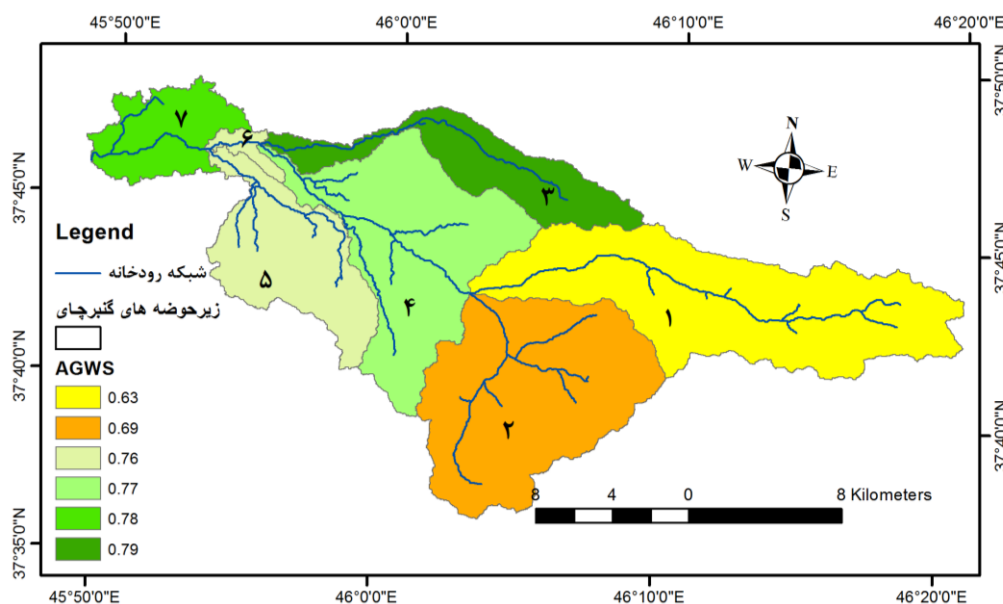 45°50'0"E 46°0'0"E 46°10'0"E 46°20'0"E
37°50'0"N
37°45'0"N
37°40'0"N
37°45'0"N
37°40'0"N
37°35'0"N
N
W E
S
۷
۶
۳
۵
۴
۱
۲
Legend
شبکه رودخانه
زیرحوضه های گنبرچای
AGWS
0.63
0.69
0.76
0.77
0.78
0.79
8 4 0 8 Kilometers
45°50'0"E 46°0'0"E 46°10'0"E 46°20'0"E